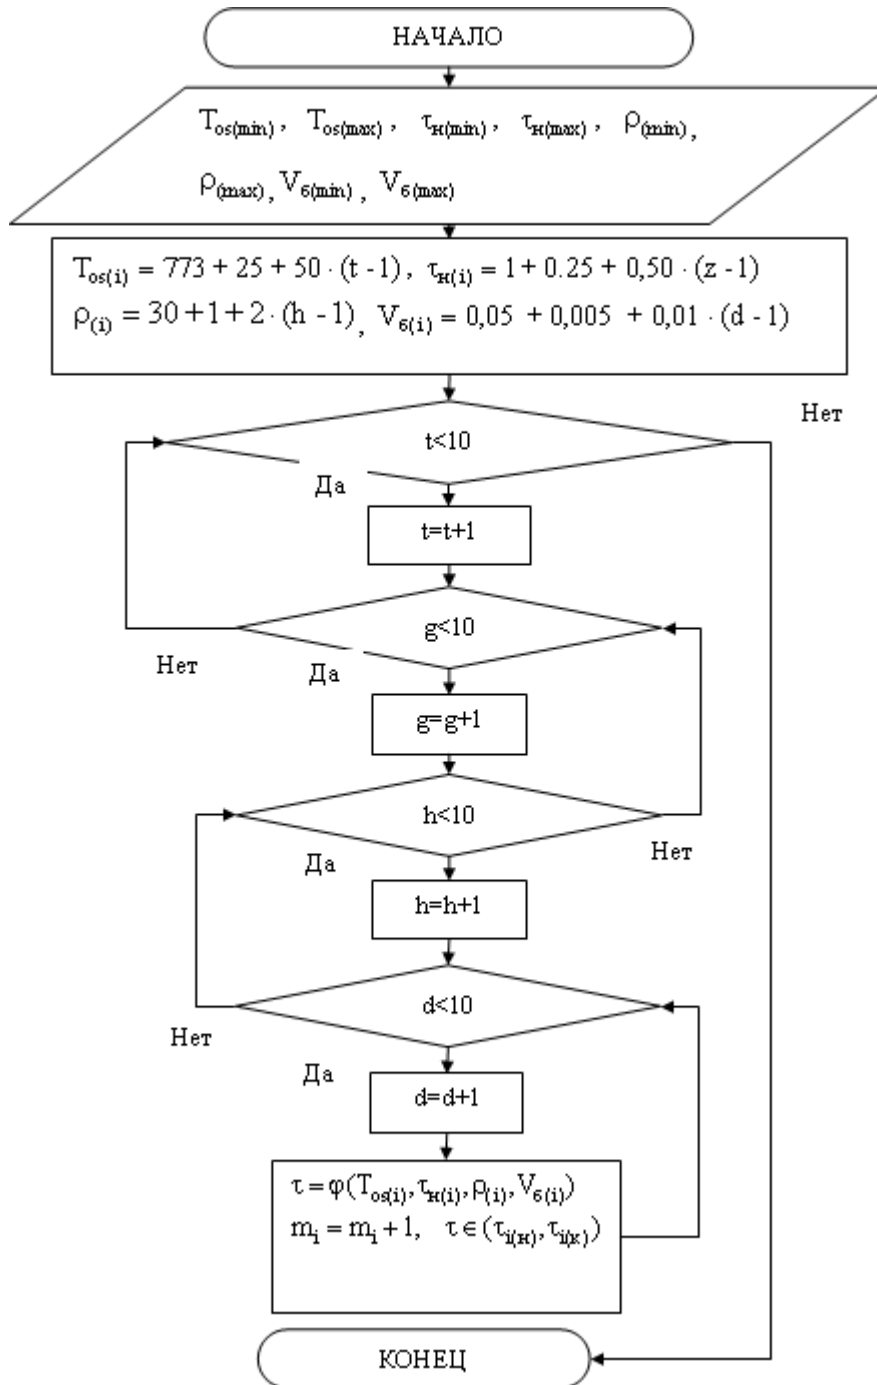 НАЧАЛО
T_os(min), T_os(max), τ_н(min), τ_н(max), ρ_(min),
ρ_(max), V_б(min), V_б(max)
T_os(i) = 773 + 25 + 50 · (t - 1), τ_н(i) = 1 + 0.25 + 0,50 · (z - 1)
ρ_(i) = 30 + 1 + 2 · (h - 1), V_б(i) = 0,05 + 0,005 + 0,01 · (d - 1)
Нет
t<10
Да
t=t+1
g<10
Нет
Да
g=g+1
h<10
Да
Нет
h=h+1
d<10
Нет
Да
d=d+1
τ = φ(T_os(i), τ_н(i), ρ_(i), V_б(i))
m_i = m_i + 1, τ ∈ (τ_i(н), τ_i(к))
КОНЕЦ